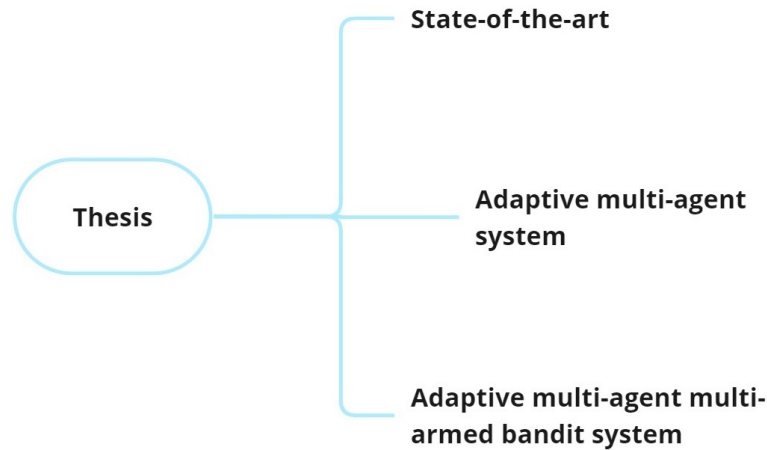 State-of-the-art
Thesis
Adaptive multi-agent
system
Adaptive multi-agent multi-
armed bandit system